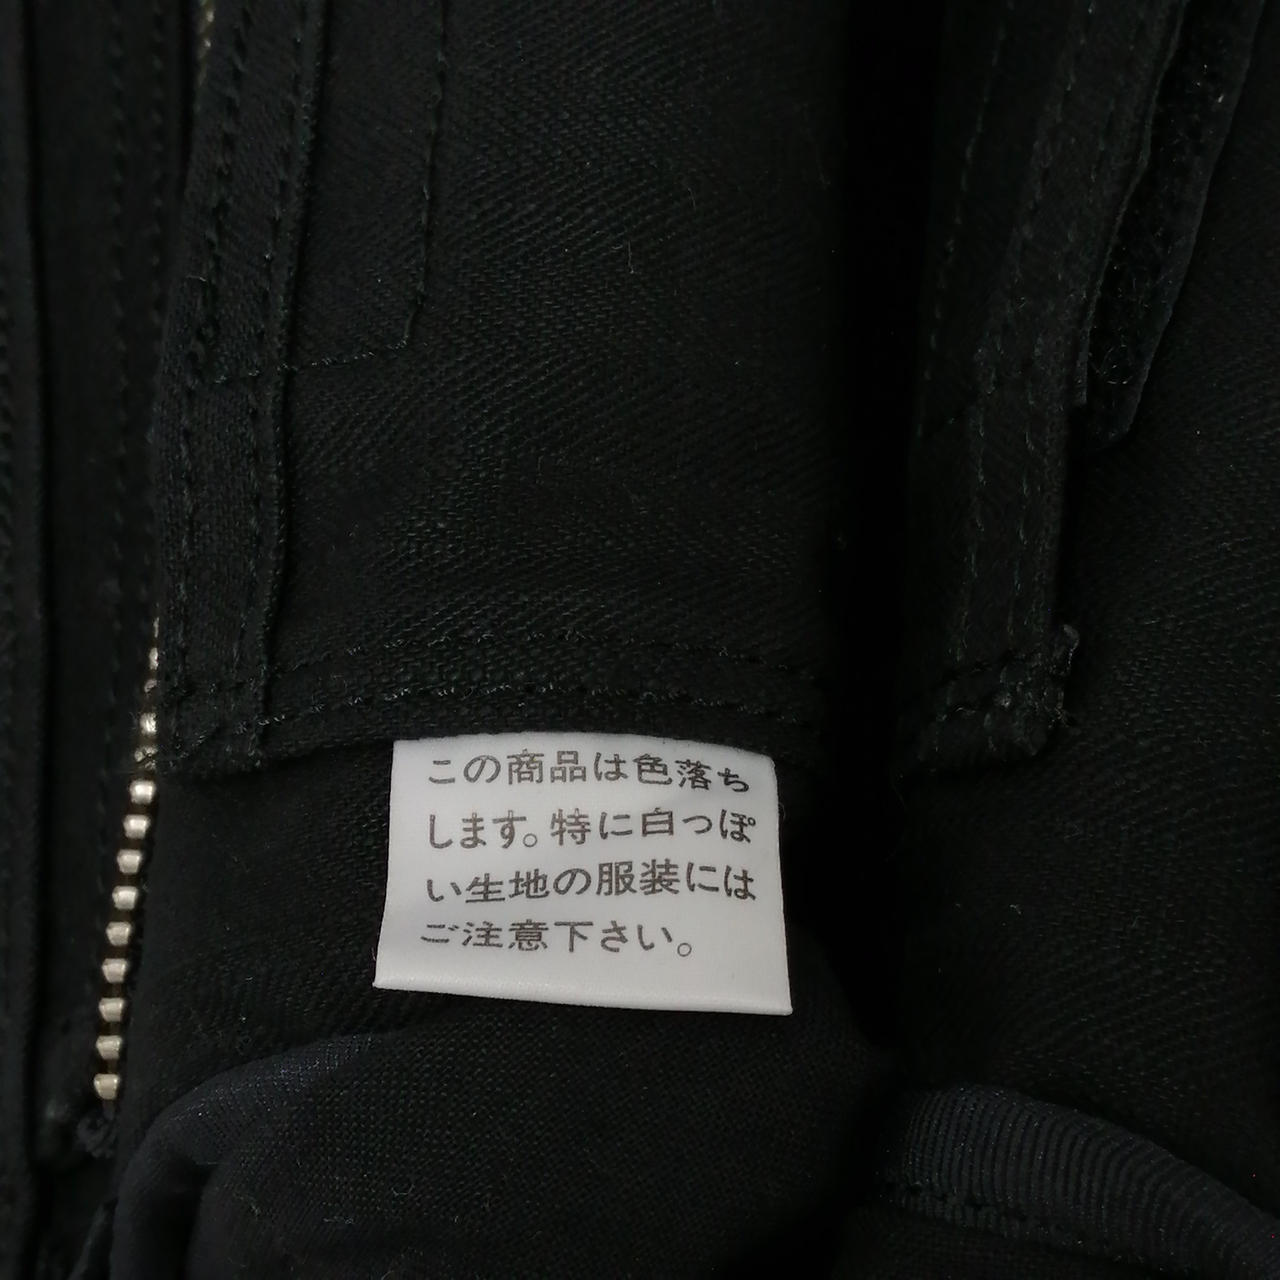 この商品は色落ち
します。特に白っぽ
い生地の服装には
ご注意下さい。